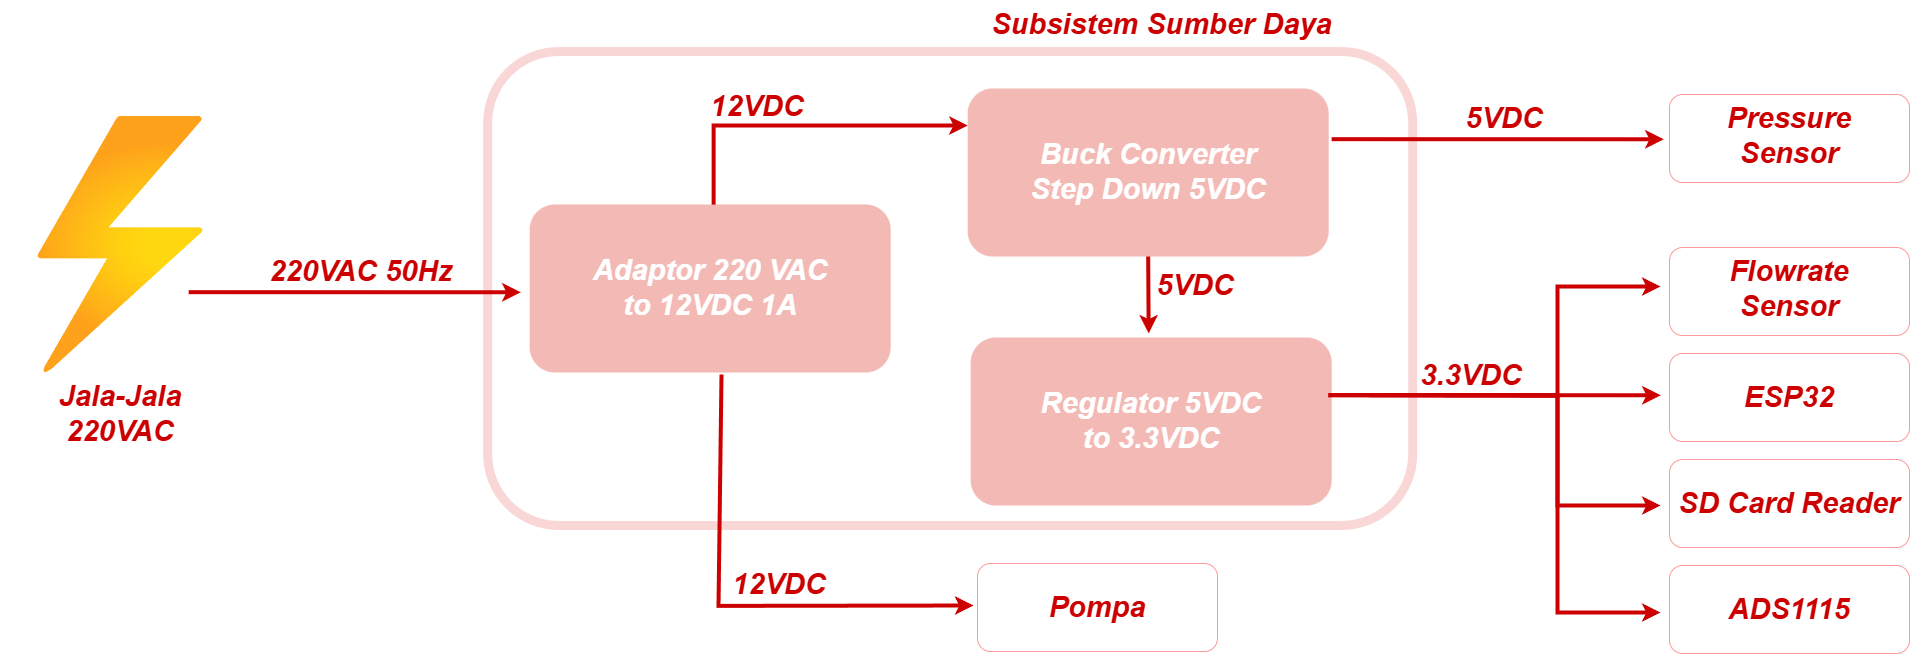 Subsistem Sumber Daya
12VDC
Buck Converter
Step Down 5VDC
5VDC
Pressure
Sensor
220VAC 50Hz
Adaptor 220 VAC
to 12VDC 1A
5VDC
Flowrate
Sensor
Jala-Jala
220VAC
Regulator 5VDC
to 3.3VDC
3.3VDC
ESP32
SD Card Reader
12VDC
Pompa
ADS1115